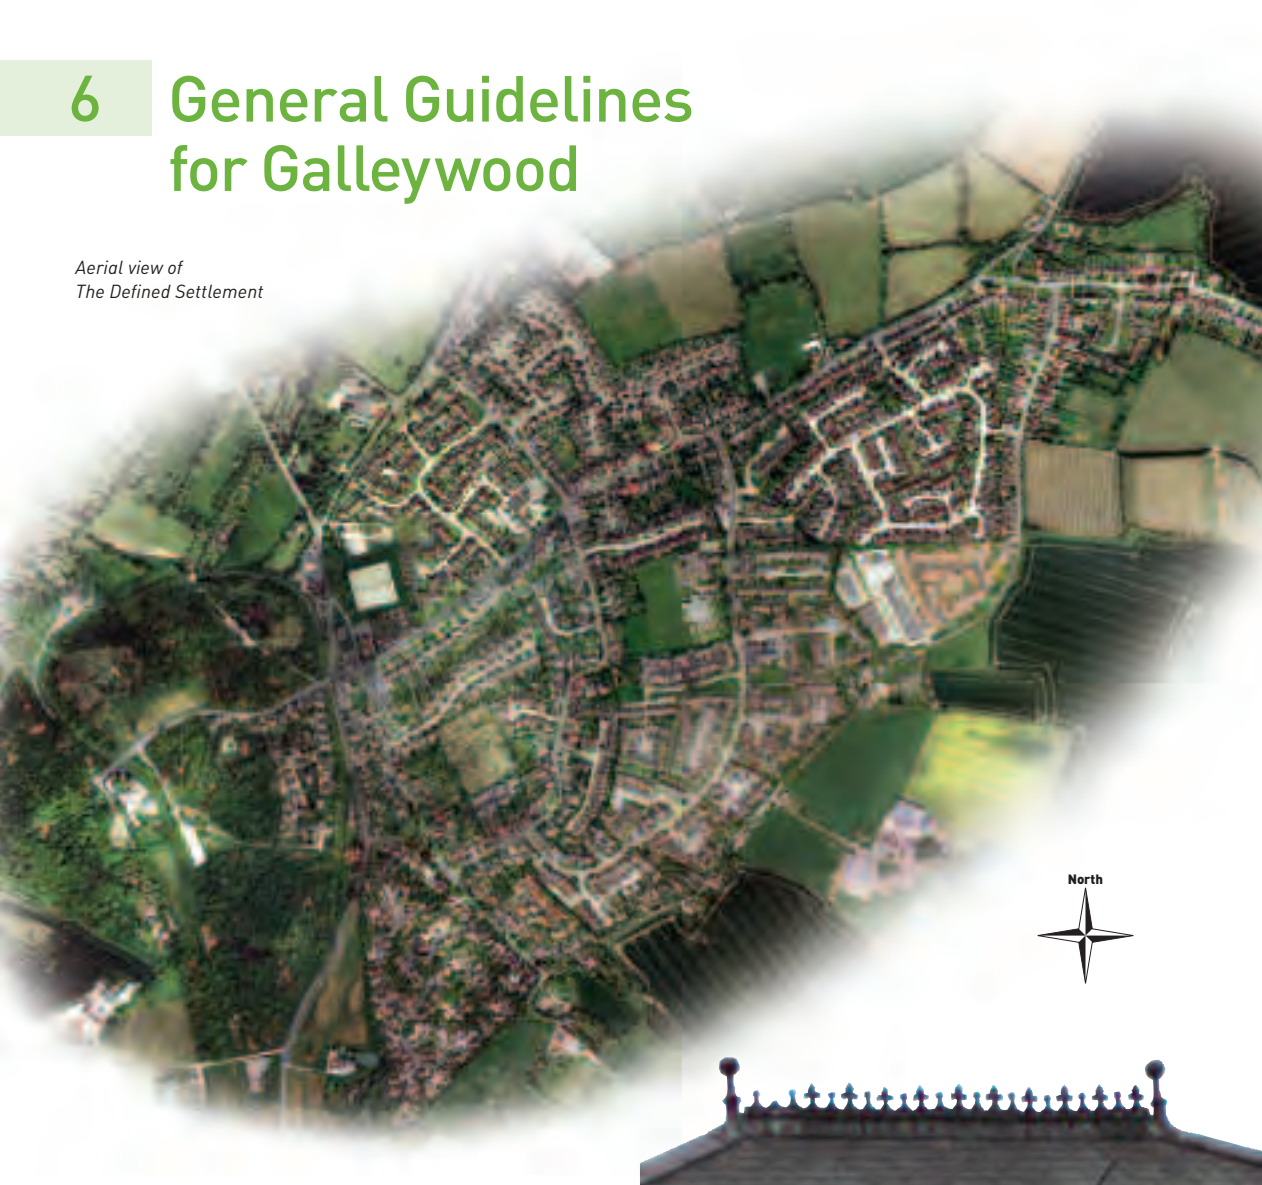 6
General Guidelines
for Galleywood
Aerial view of
The Defined Settlement
North